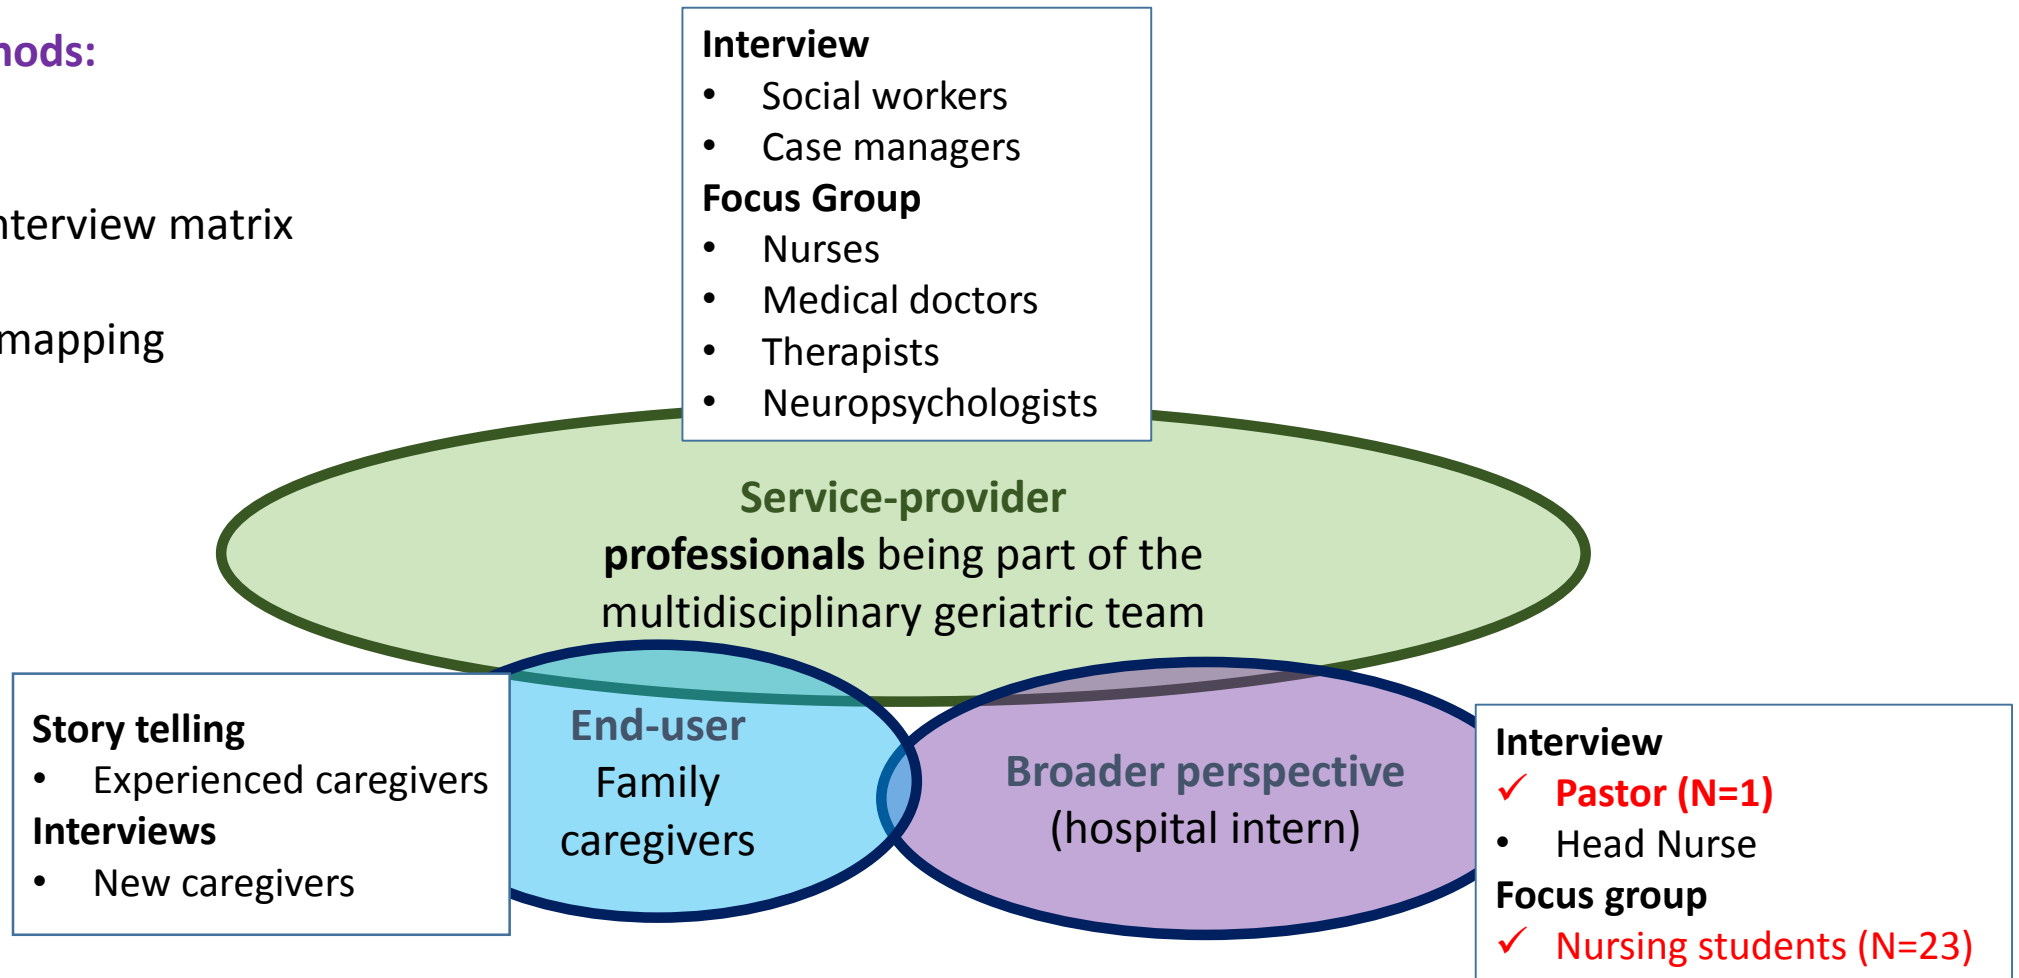 hods:
nterview matrix
mapping
Interview
• Social workers
• Case managers
Focus Group
• Nurses
• Medical doctors
• Therapists
• Neuropsychologists
Service-provider
professionals being part of the
multidisciplinary geriatric team
Story telling
• Experienced caregivers
Interviews
• New caregivers
End-user
Family
caregivers
Broader perspective
(hospital intern)
Interview
✓ Pastor (N=1)
• Head Nurse
Focus group
✓ Nursing students (N=23)